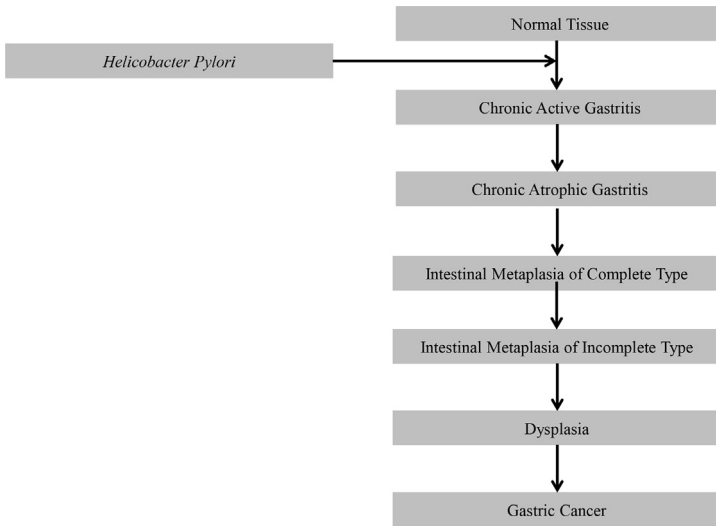 Normal Tissue
Helicobacter Pylori
Chronic Active Gastritis
Chronic Atrophic Gastritis
Intestinal Metaplasia of Complete Type
Intestinal Metaplasia of Incomplete Type
Dysplasia
Gastric Cancer